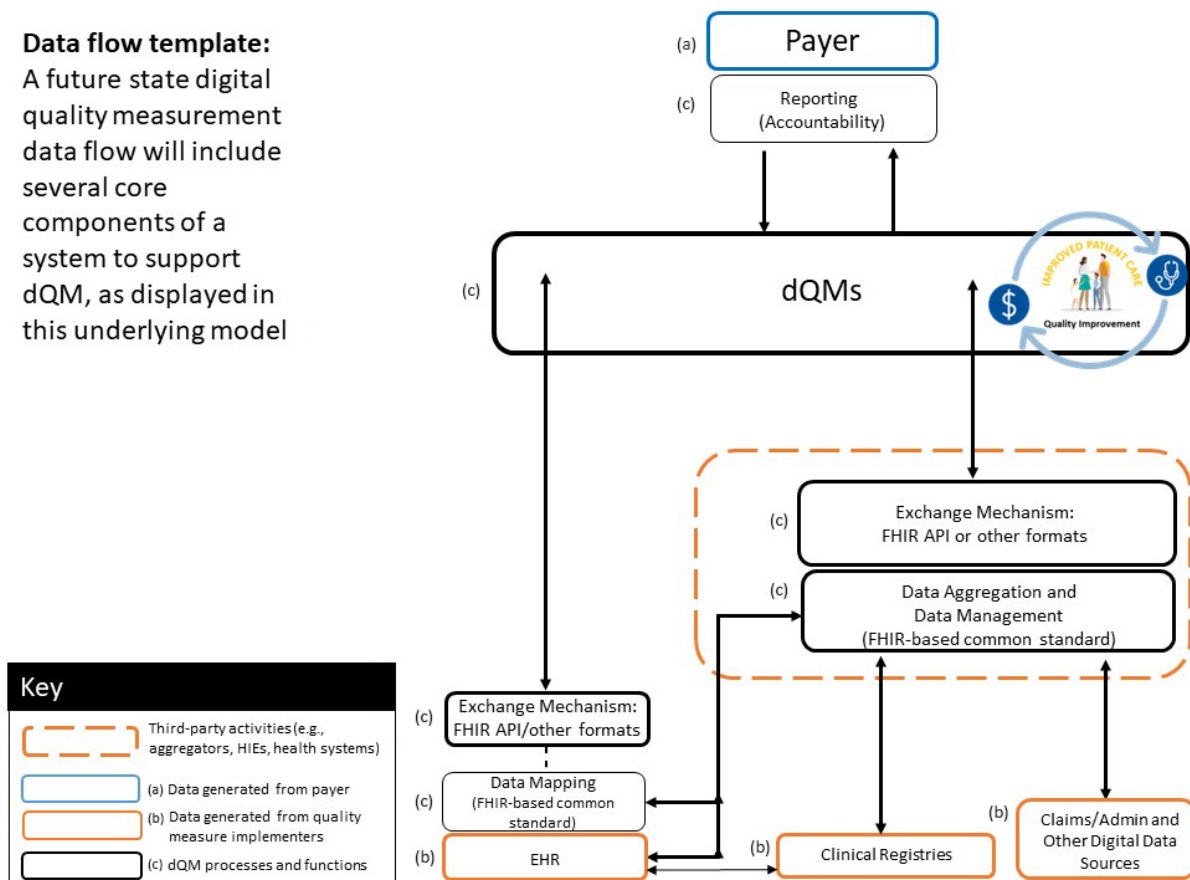 Data flow template:
A future state digital
quality measurement
data flow will include
several core
components of a
system to support
dQM, as displayed in
this underlying model
(a)
Payer
(c)
Reporting
(Accountability)
(c)
dQMs
IMPROVED PATIENT CARE
$
Quality Improvement
(c)
Exchange Mechanism:
FHIR API or other formats
(c)
Data Aggregation and
Data Management
(FHIR-based common standard)
(c)
Exchange Mechanism:
FHIR API/other formats
(c)
Data Mapping
(FHIR-based common
standard)
(b)
EHR
(b)
Clinical Registries
(b)
Claims/Admin and
Other Digital Data
Sources
Key
Third-party activities (e.g.,
aggregators, HIEs, health systems)
(a) Data generated from payer
(b) Data generated from quality
measure implementers
(c) dQM processes and functions